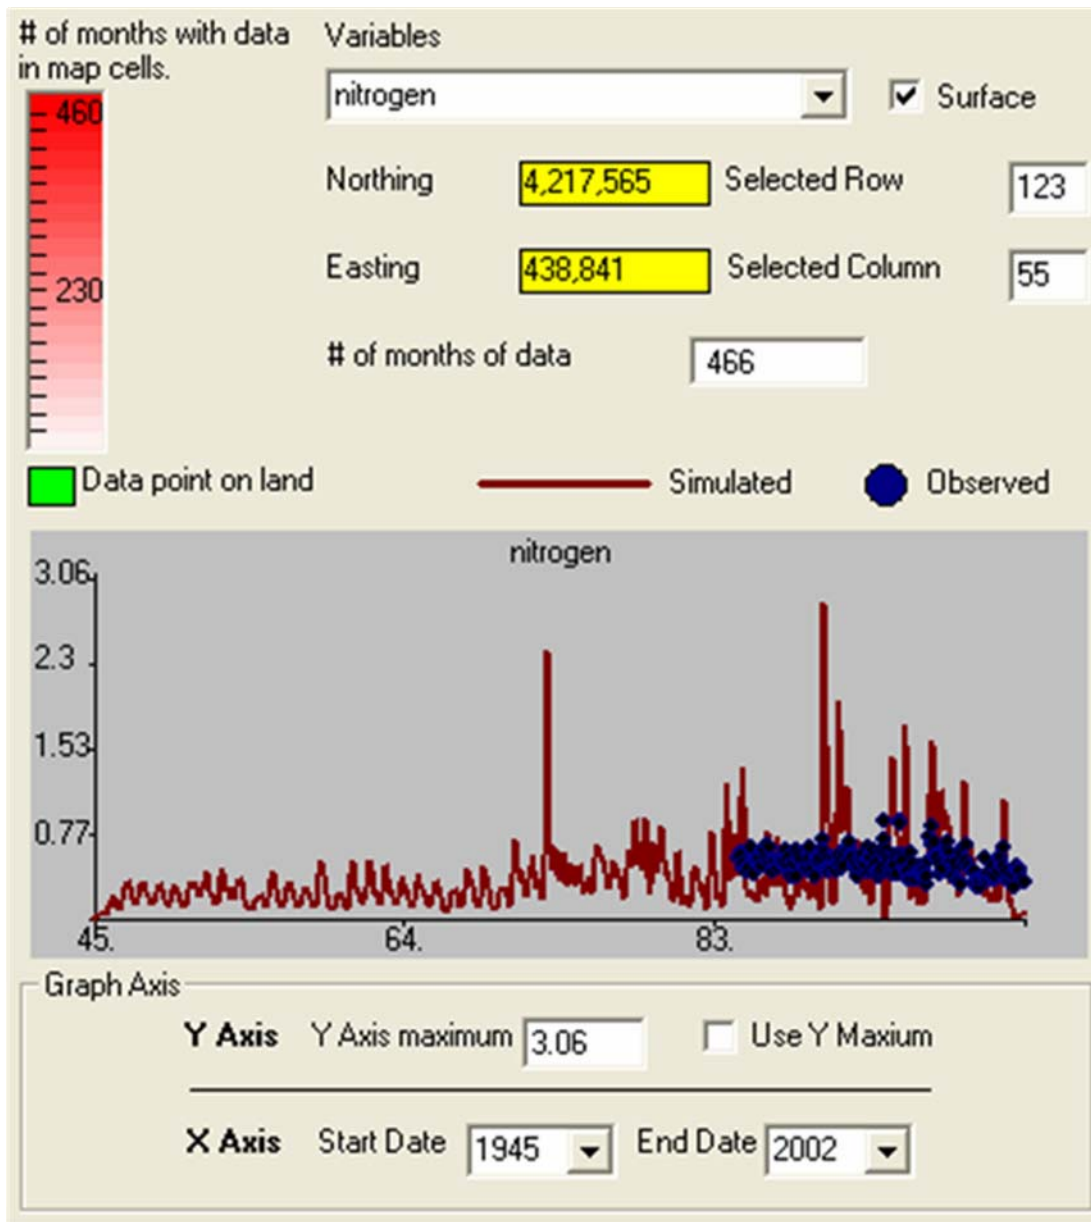 # of months with data
in map cells.
460
230
Variables
nitrogen
Surface
Northing 4,217,565 Selected Row 123
Easting 438,841 Selected Column 55
# of months of data 466
Data point on land
Simulated
Observed
nitrogen
3.06
2.3
1.53
0.77
45. 64. 83.
Graph Axis
Y Axis Y Axis maximum 3.06 Use Y Maxium
X Axis Start Date 1945 End Date 2002